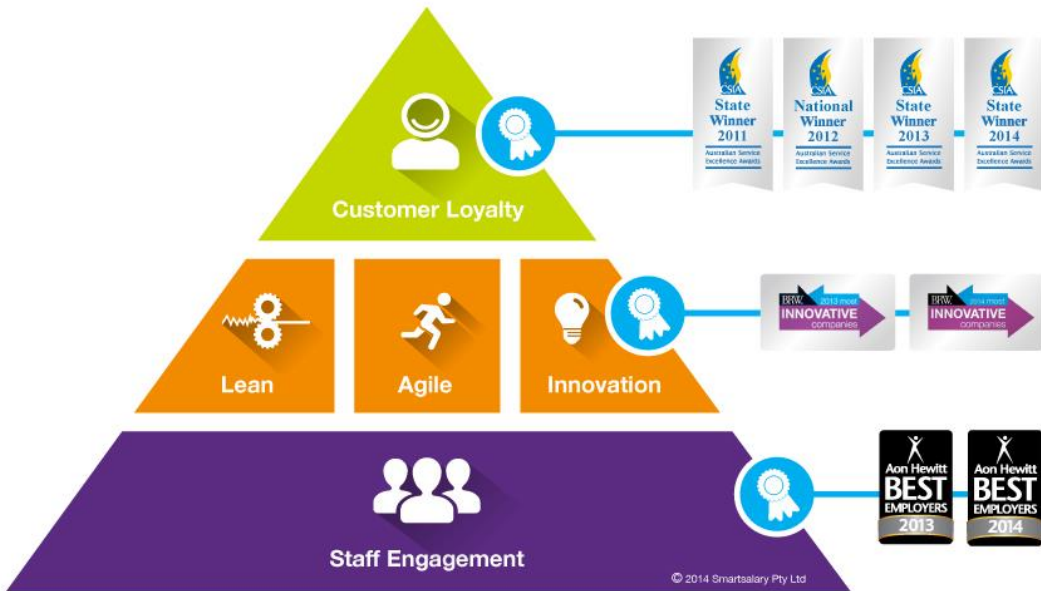 CSIA
State
Winner
2011
Australian Service
Excellence Awards
CSIA
National
Winner
2012
Australian Service
Excellence Awards
CSIA
State
Winner
2013
Australian Service
Excellence Awards
CSIA
State
Winner
2014
Australian Service
Excellence Awards
Customer Loyalty
BRW. 2013 most
INNOVATIVE
companies
BRW. 2014 most
INNOVATIVE
companies
Lean
Agile
Innovation
Aon Hewitt
BEST
EMPLOYERS
2013
Aon Hewitt
BEST
EMPLOYERS
2014
Staff Engagement
© 2014 Smartsalary Pty Ltd